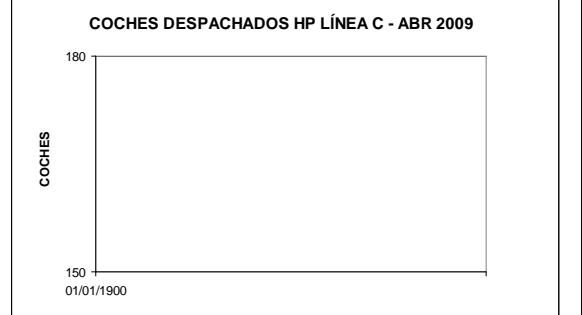 COCHES DESPACHADOS HP LÍNEA C - ABR 2009
180
COCHES
150
01/01/1900